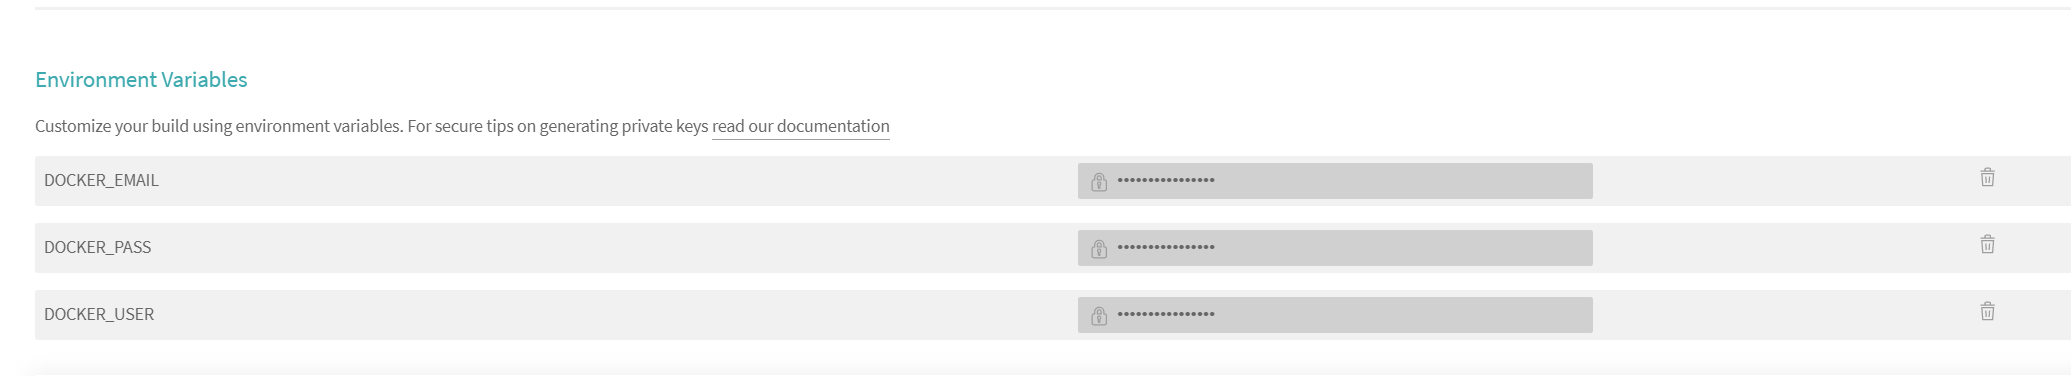 Environment Variables
Customize your build using environment variables. For secure tips on generating private keys read our documentation
DOCKER_EMAIL ••••••••••••••••
DOCKER_PASS ••••••••••••••••
DOCKER_USER ••••••••••••••••